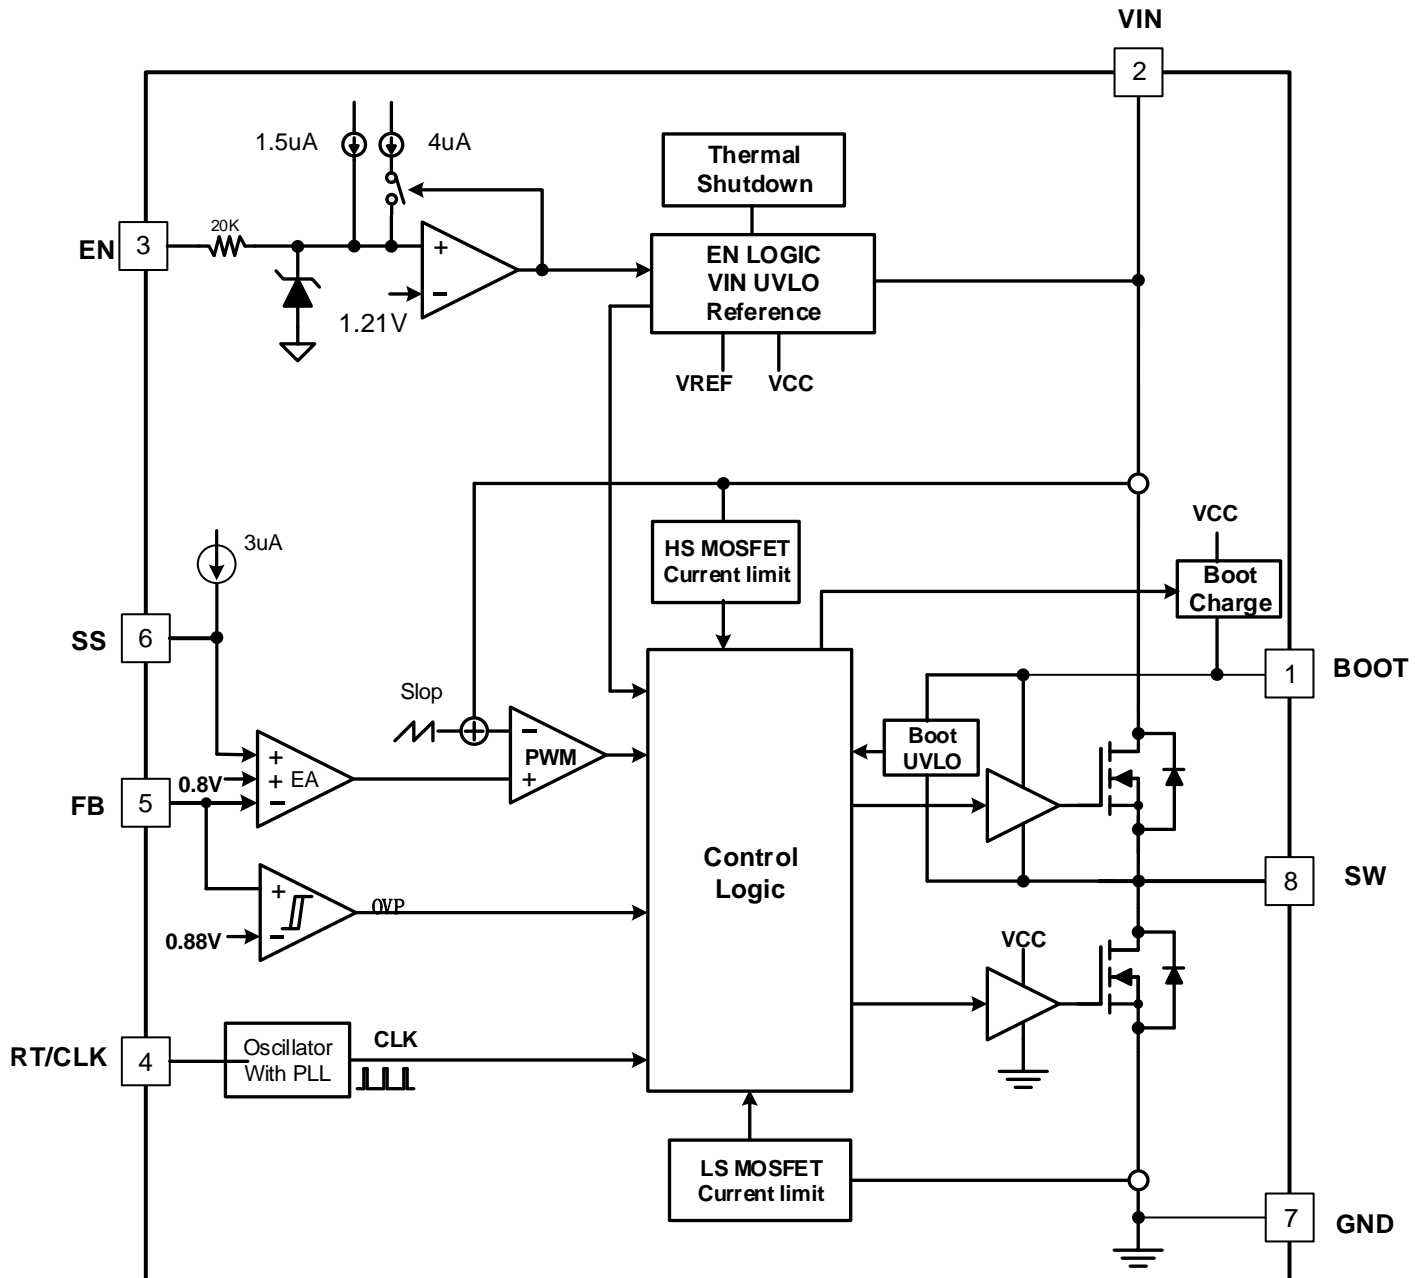 VIN
2
1.5uA
4uA
Thermal
Shutdown
EN
3
20K
+
−
1.21V
EN LOGIC
VIN UVLO
Reference
VREF
VCC
3uA
HS MOSFET
Current limit
VCC
Boot
Charge
SS
6
BOOT
1
Slop
+
−
PWM
+
Boot
UVLO
0.8V
+
+
EA
−
FB
5
Control
Logic
8
SW
+
−
0.88V
OVP
VCC
RT/CLK
4
Oscillator
With PLL
CLK
LS MOSFET
Current limit
7
GND